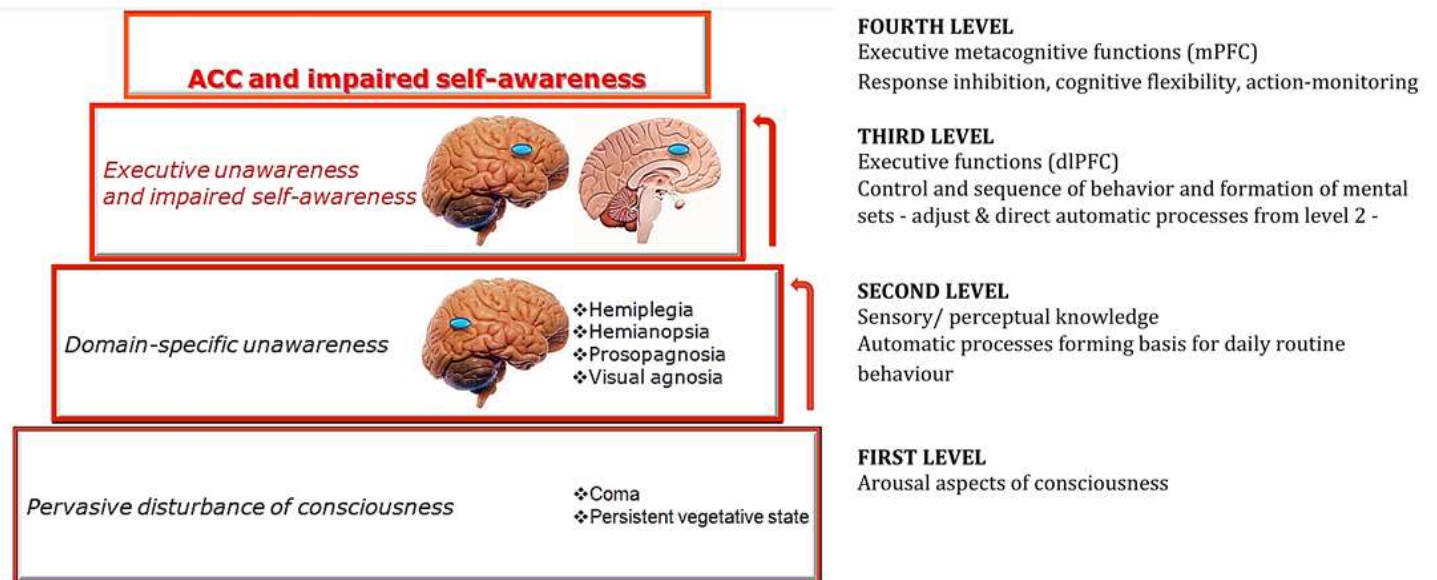 ACC and impaired self-awareness
FOURTH LEVEL
Executive metacognitive functions (mPFC)
Response inhibition, cognitive flexibility, action-monitoring
Executive unawareness
and impaired self-awareness
THIRD LEVEL
Executive functions (dlPFC)
Control and sequence of behavior and formation of mental
sets - adjust & direct automatic processes from level 2 -
Domain-specific unawareness
❖Hemiplegia
❖Hemianopsia
❖Prosopagnosia
❖Visual agnosia
SECOND LEVEL
Sensory/ perceptual knowledge
Automatic processes forming basis for daily routine
behaviour
Pervasive disturbance of consciousness
❖Coma
❖Persistent vegetative state
FIRST LEVEL
Arousal aspects of consciousness